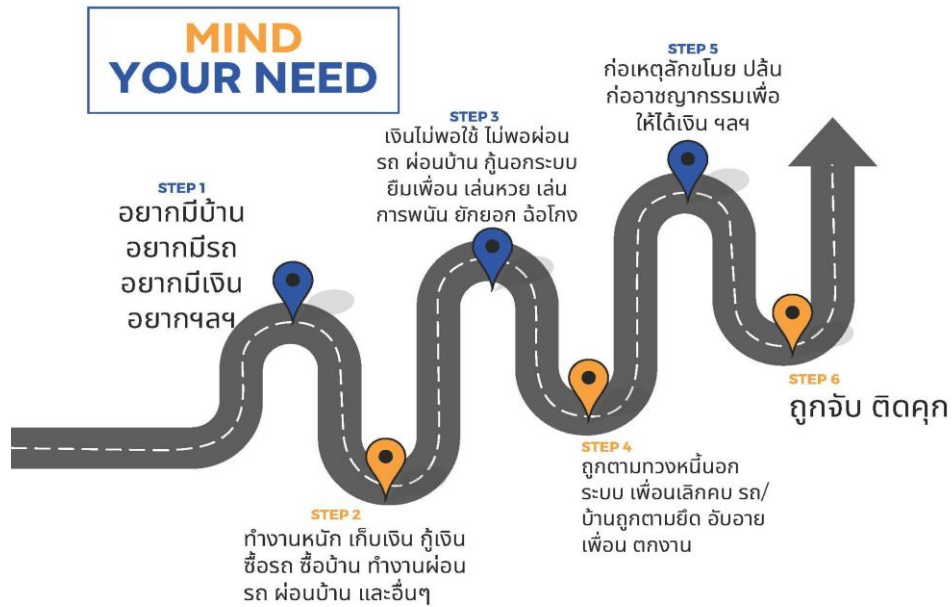 MIND
YOUR NEED
STEP 1
อยากมีบ้าน
อยากมีรถ
อยากมีเงิน
อยากฯลฯ
STEP 2
ทำงานหนัก เก็บเงิน กู้เงิน
ซื้อรถ ซื้อบ้าน ทำงานผ่อน
รถ ผ่อนบ้าน และอื่นๆ
STEP 3
เงินไม่พอใช้ ไม่พอผ่อน
รถ ผ่อนบ้าน กู้นอกระบบ
ยืมเพื่อน เล่นหวย เล่น
การพนัน ยักยอก ฉ้อโกง
STEP 4
ถูกตามทวงหนี้นอก
ระบบ เพื่อนเลิกคบ รถ/
บ้านถูกตามยึด อับอาย
เพื่อน ตกงาน
STEP 5
ก่อเหตุลักขโมย ปล้น
ก่ออาชญากรรมเพื่อ
ให้ได้เงิน ฯลฯ
STEP 6
ถูกจับ ติดคุก